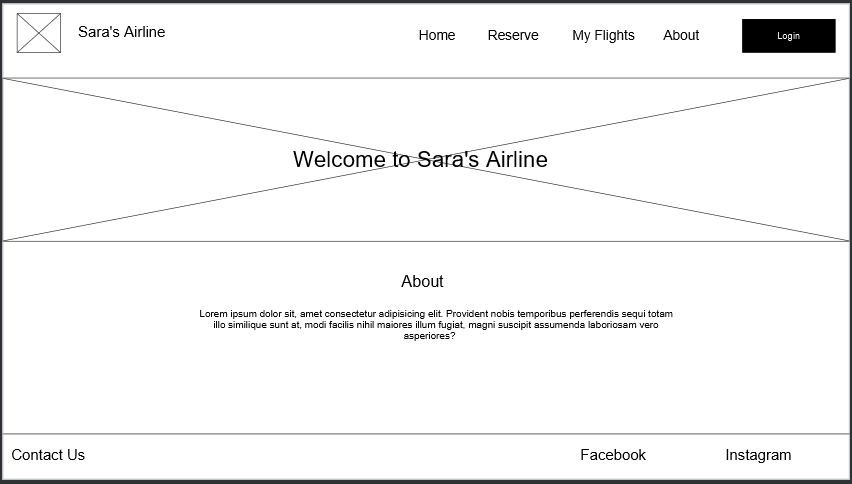 Sara's Airline
Home Reserve My Flights About Login
Welcome to Sara's Airline
About
Lorem ipsum dolor sit, amet consectetur adipisicing elit. Provident nobis temporibus perferendis sequi totam
illo similique sunt at, modi facilis nihil maiores illum fugiat, magni suscipit assumenda laboriosam vero
asperiores?
Contact Us Facebook Instagram